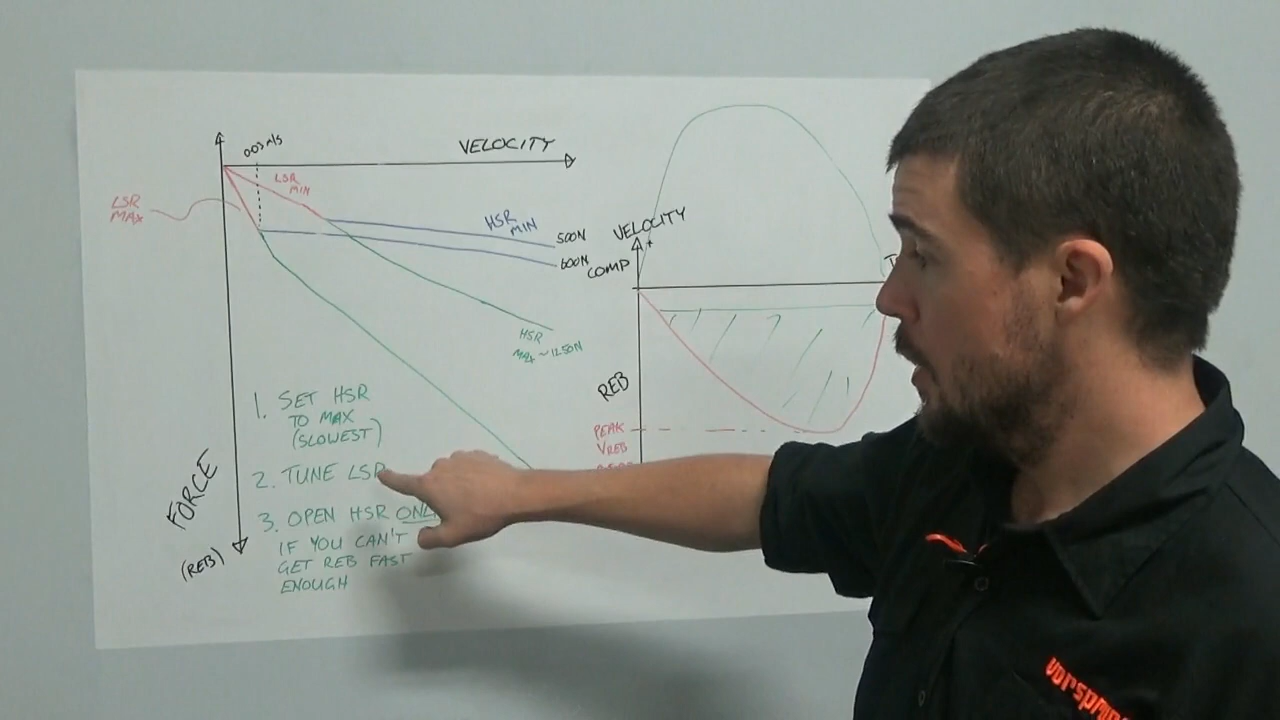 0.03 m/s
VELOCITY
LSR
MIN
LSR
MAX
HSR
MIN
500N
600N
HSR
MAX ~1250N
1. SET HSR
TO MAX
(SLOWEST)
2. TUNE LSR
3. OPEN HSR
IF YOU CAN'T
GET REB FAST
ENOUGH
FORCE
(REB)
VELOCITY
+
COMP
REB
PEAK
VREB